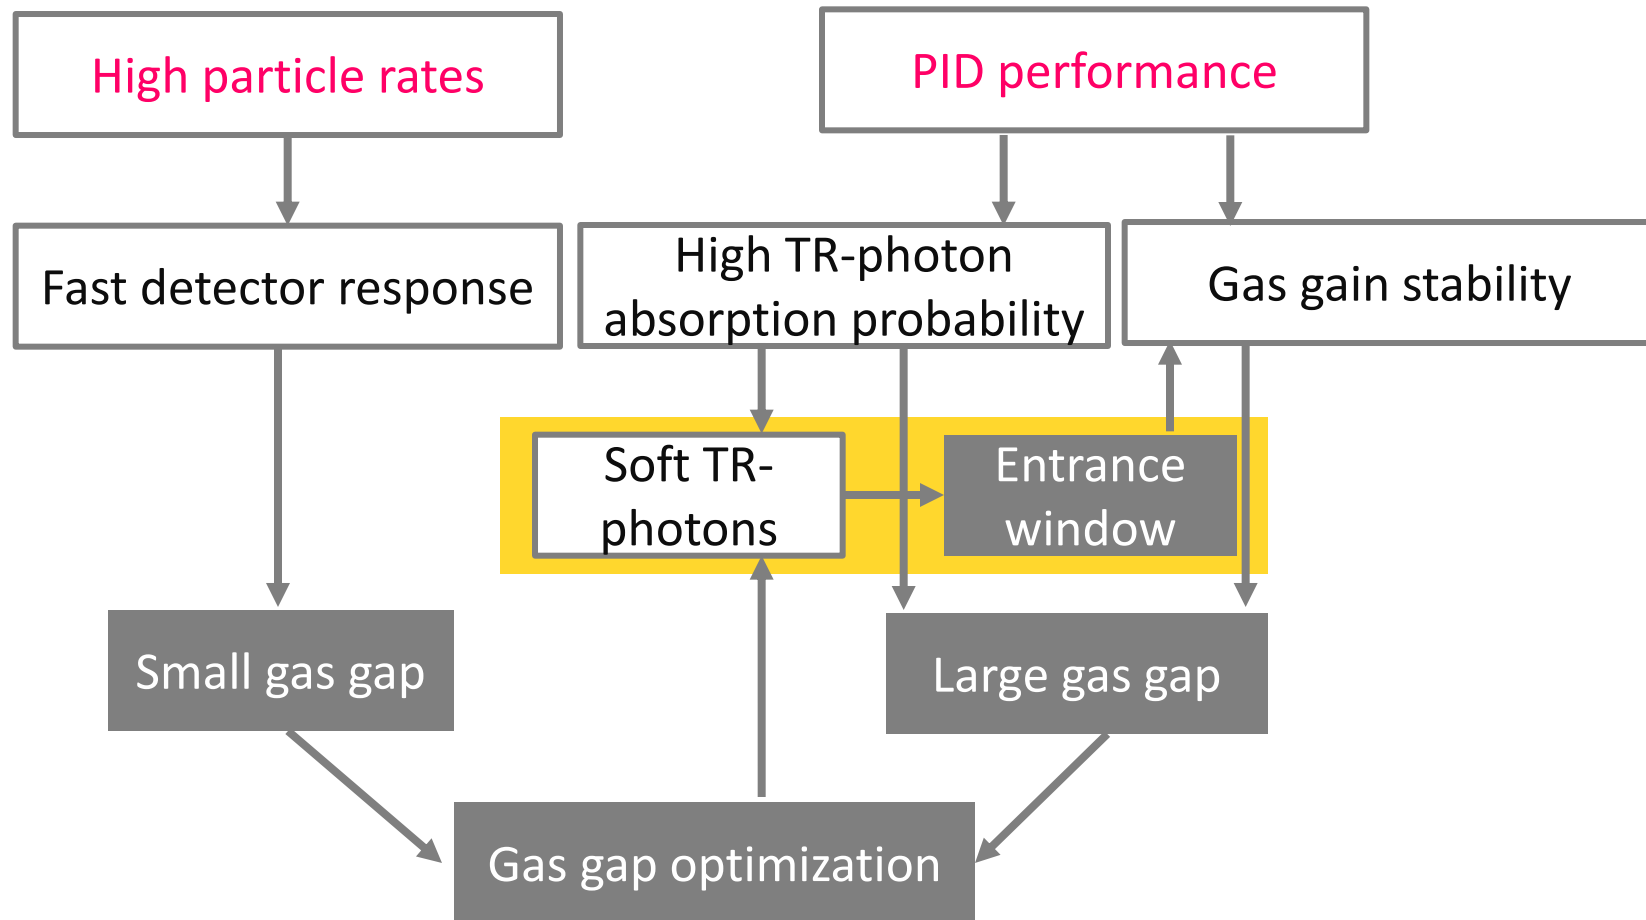 High particle rates
PID performance
Fast detector response
High TR-photon
absorption probability
Gas gain stability
Soft TR-
photons
Entrance
window
Small gas gap
Large gas gap
Gas gap optimization